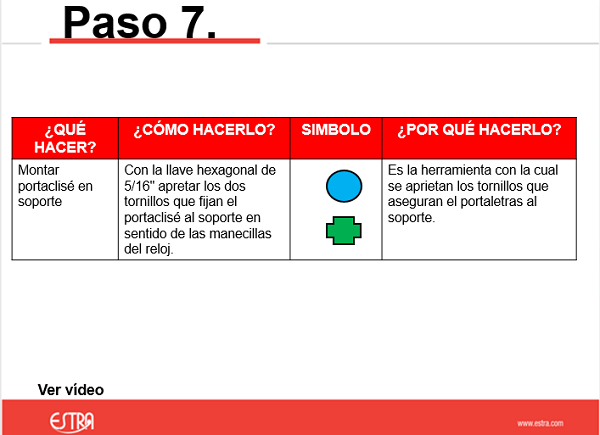 Paso 7.
¿QUÉ
HACER?
¿CÓMO HACERLO?
SIMBOLO
¿POR QUÉ HACERLO?
Montar
portaclisé en
soporte
Con la llave hexagonal de
5/16" apretar los dos
tornillos que fijan el
portaclisé al soporte en
sentido de las manecillas
del reloj.
Es la herramienta con la cual
se aprietan los tornillos que
aseguran el portaletras al
soporte.
Ver vídeo
ESTRA
www.estra.com